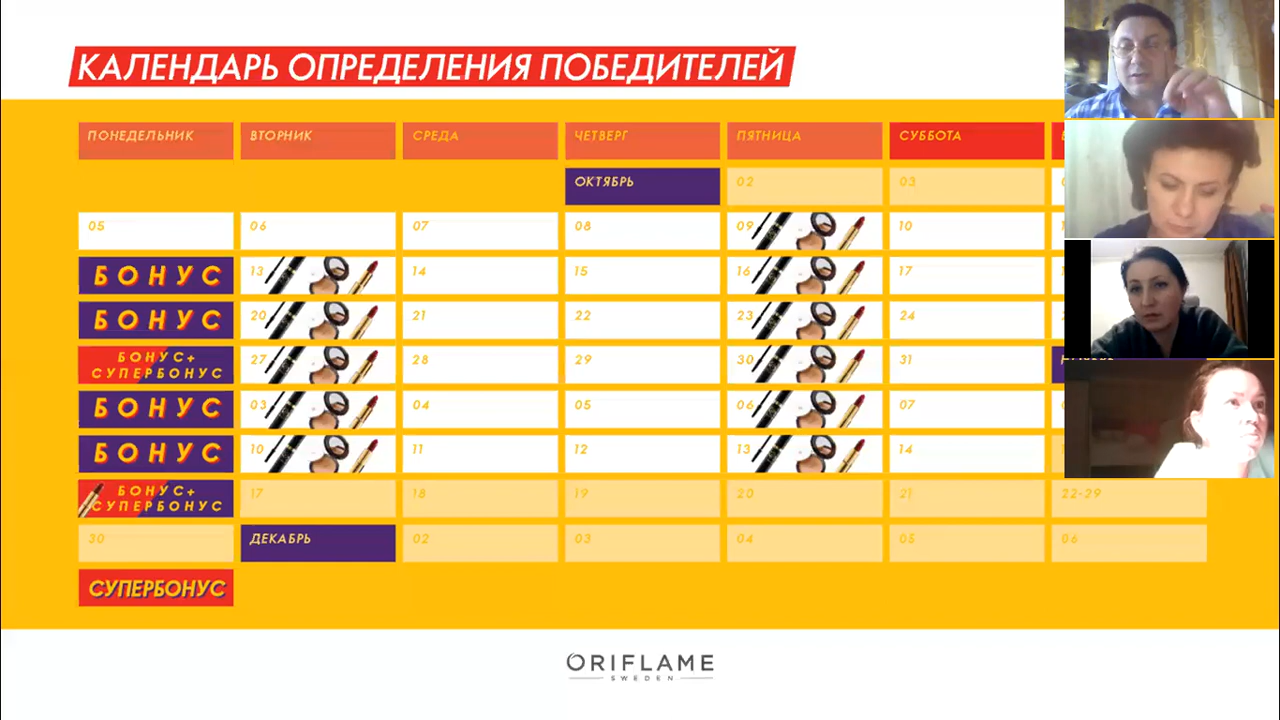 КАЛЕНДАРЬ ОПРЕДЕЛЕНИЯ ПОБЕДИТЕЛЕЙ
ПОНЕДЕЛЬНИК ВТОРНИК СРЕДА ЧЕТВЕРГ ПЯТНИЦА СУББОТА
ОКТЯБРЬ 02 03
05 06 07 08 09 10
БОНУС 13 14 15 16 17
БОНУС 20 21 22 23 24
БОНУС+
СУПЕРБОНУС 27 28 29 30 31
БОНУС 03 04 05 06 07
БОНУС 10 11 12 13 14
БОНУС+
СУПЕРБОНУС 17 18 19 20 21 22-29
30 ДЕКАБРЬ 02 03 04 05 06
СУПЕРБОНУС
ORIFLAME
SWEDEN